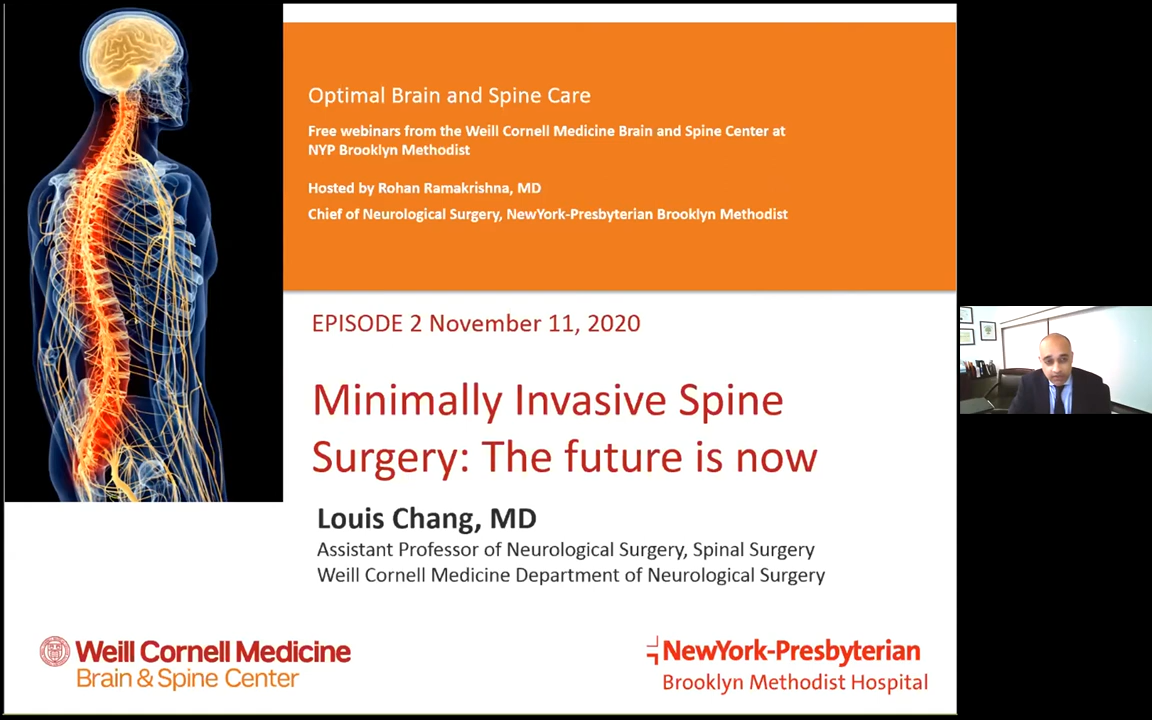 Optimal Brain and Spine Care
Free webinars from the Weill Cornell Medicine Brain and Spine Center at
NYP Brooklyn Methodist
Hosted by Rohan Ramakrishna, MD
Chief of Neurological Surgery, NewYork-Presbyterian Brooklyn Methodist
EPISODE 2 November 11, 2020
Minimally Invasive Spine
Surgery: The future is now
Louis Chang, MD
Assistant Professor of Neurological Surgery, Spinal Surgery
Weill Cornell Medicine Department of Neurological Surgery
Weill Cornell Medicine
Brain & Spine Center
NewYork-Presbyterian
Brooklyn Methodist Hospital